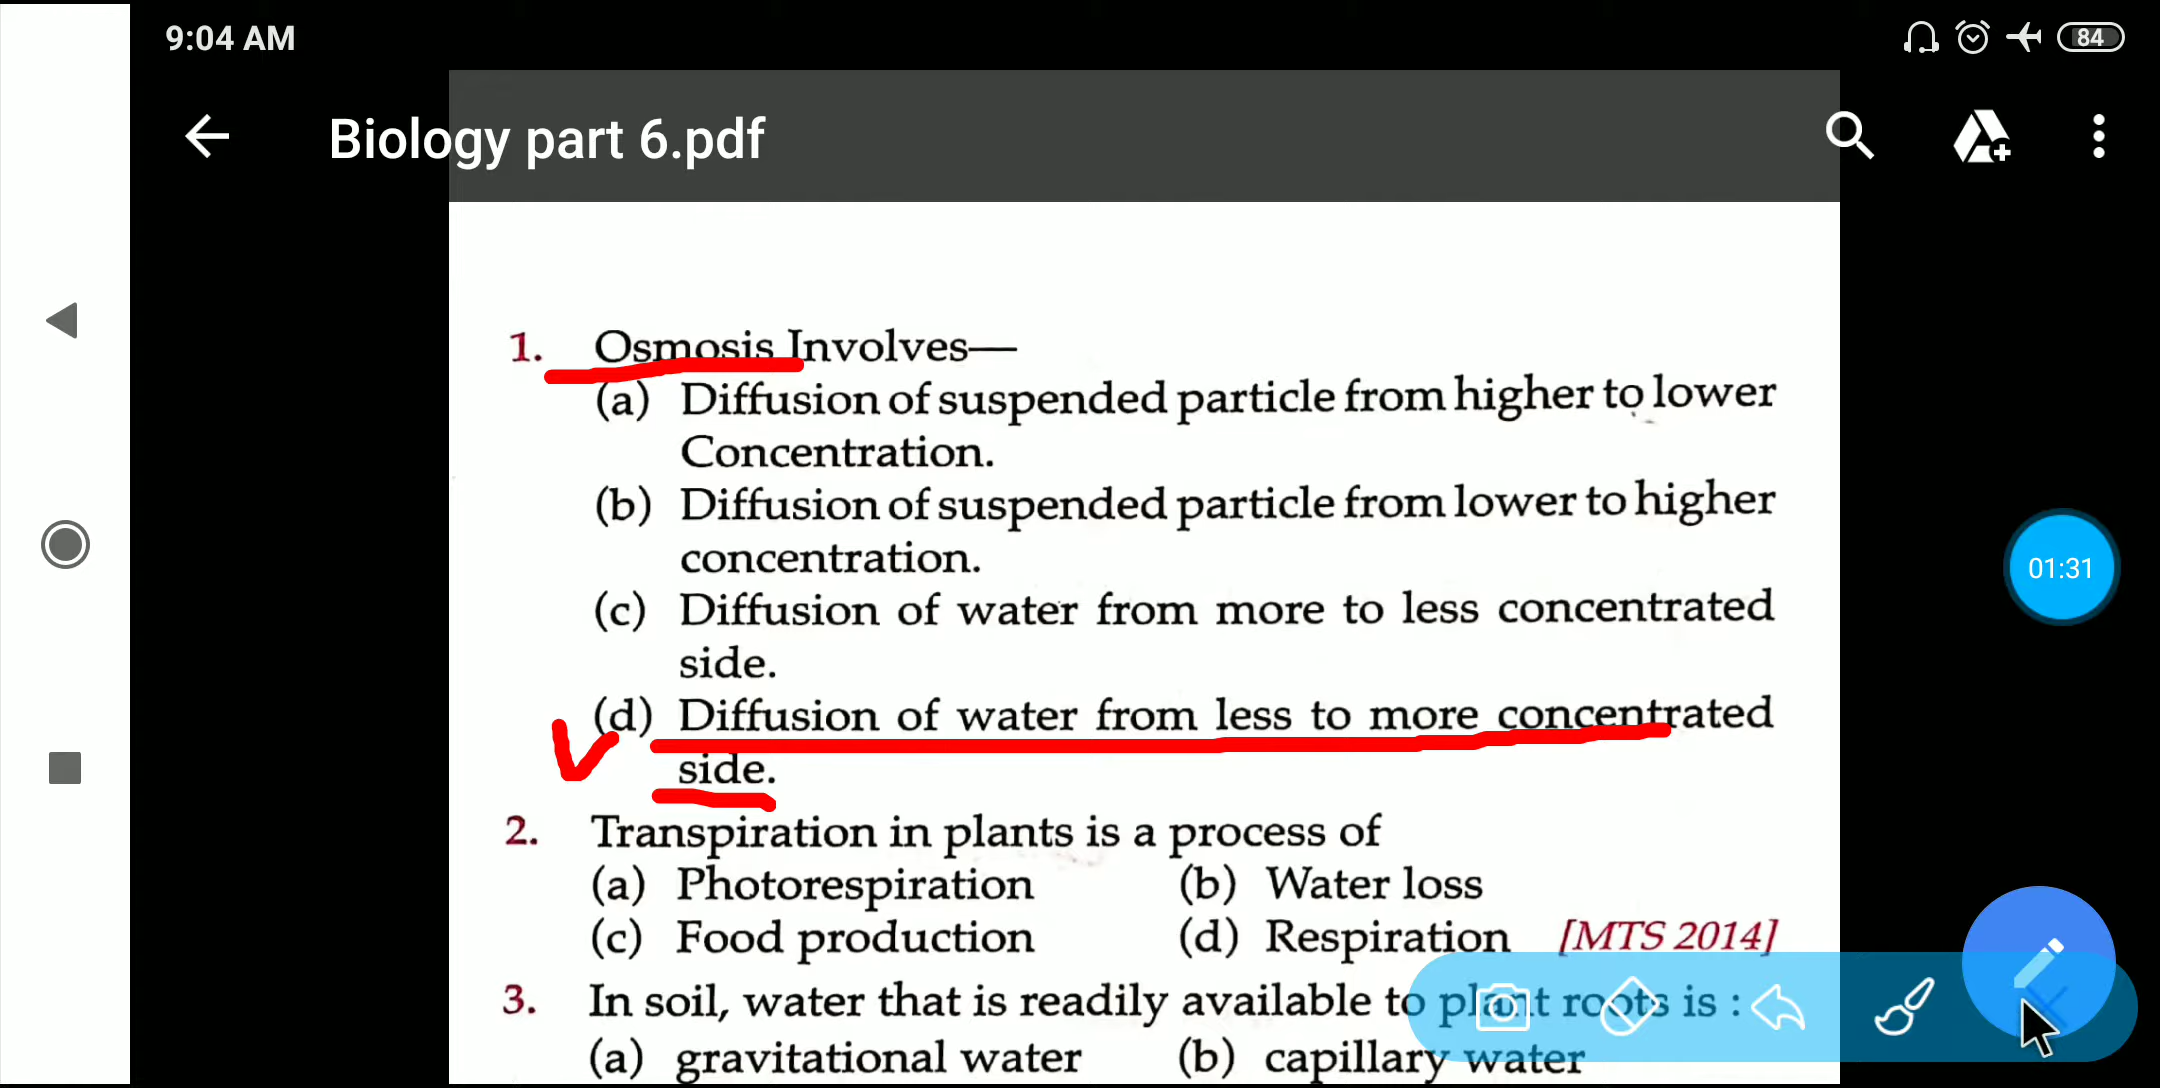 9:04 AM
84
Biology part 6.pdf
1. Osmosis Involves—
(a) Diffusion of suspended particle from higher to lower
Concentration.
(b) Diffusion of suspended particle from lower to higher
concentration.
(c) Diffusion of water from more to less concentrated
side.
(d) Diffusion of water from less to more concentrated
side.
01:31
2. Transpiration in plants is a process of
(a) Photorespiration (b) Water loss
(c) Food production (d) Respiration [MTS 2014]
3. In soil, water that is readily available to plant roots is :
(a) gravitational water (b) capillary water